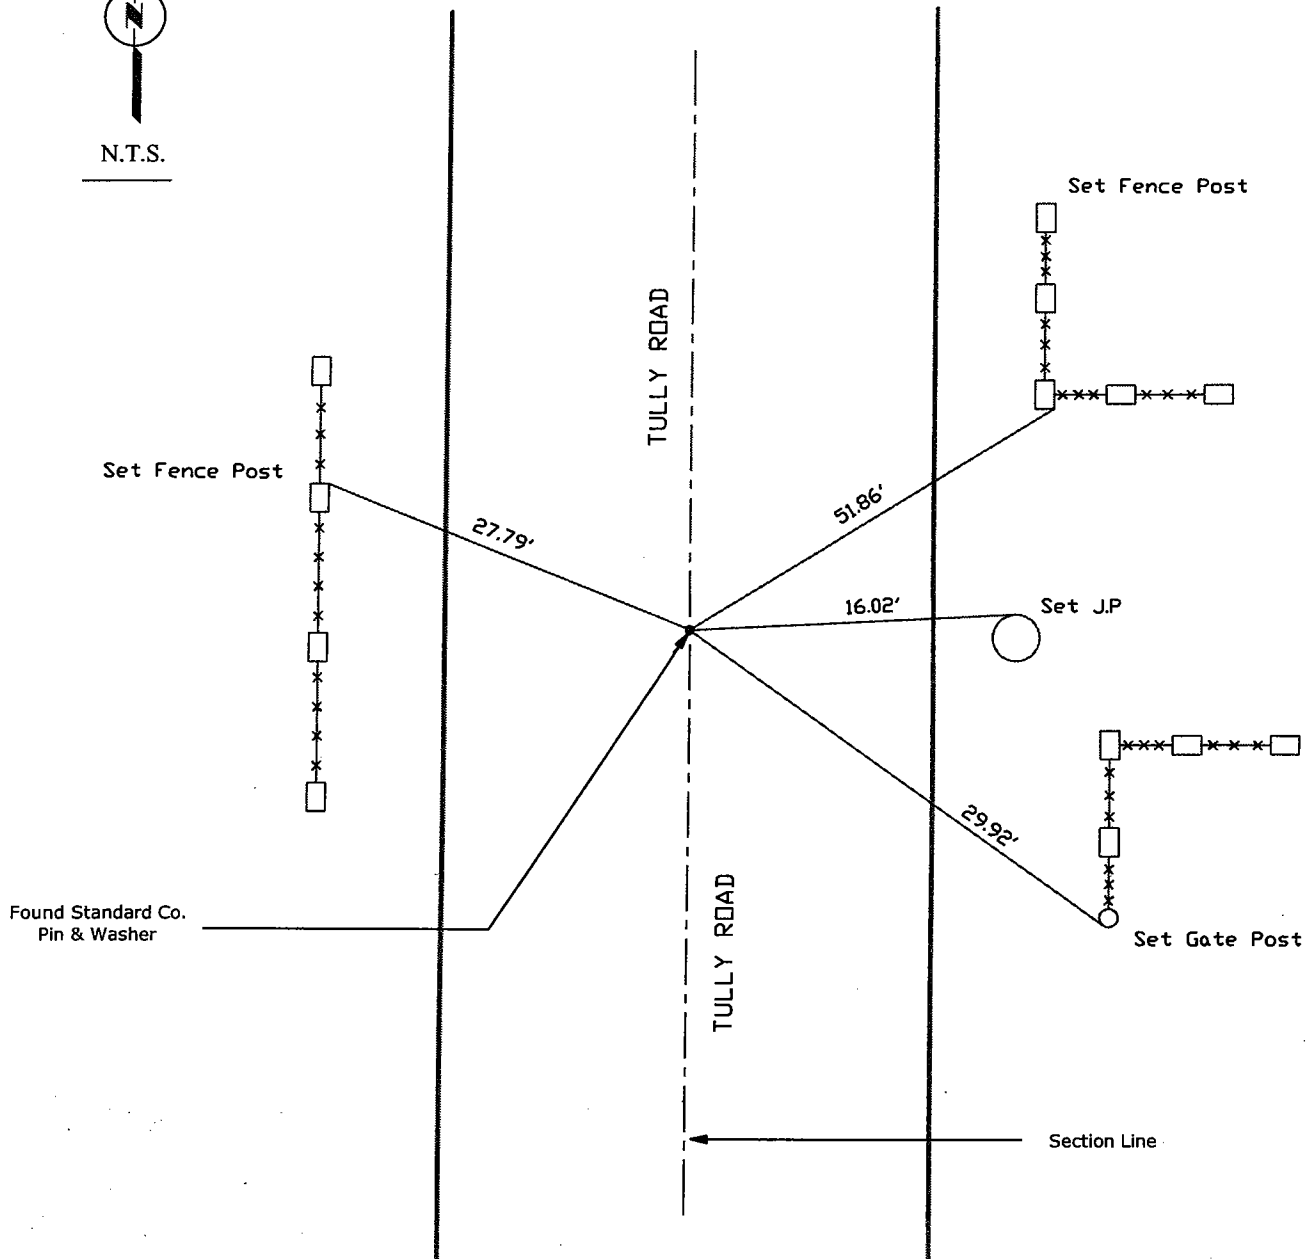 N
N.T.S.
Set Fence Post
TULLY ROAD
Set Fence Post
51.86'
27.79'
16.02'
Set J.P
29.92'
Found Standard Co.
Pin & Washer
TULLY ROAD
Set Gate Post
Section Line